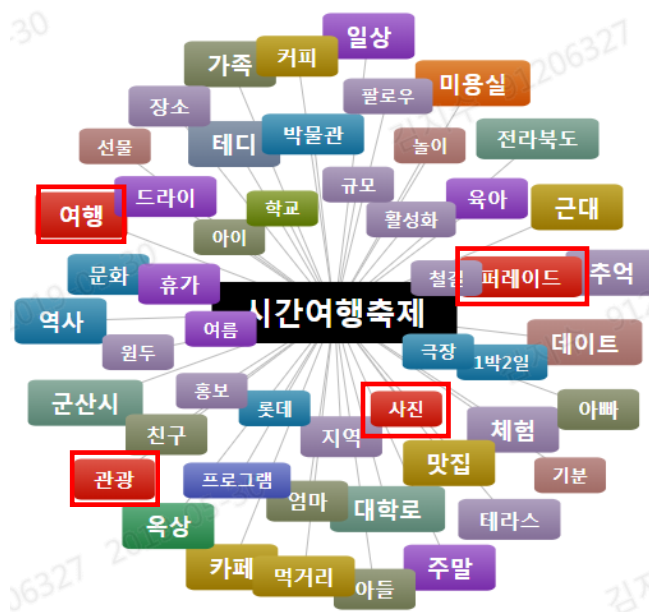 일상
가족
커피
미용실
장소
팔로우
테디
박물관
놀이
전라북도
선물
여행
드라이
학교
규모
육아
근대
아이
활성화
문화
휴가
철길
퍼레이드
추억
시간여행축제
역사
여름
원두
극장
1박2일
데이트
군산시
홍보
롯데
사진
아빠
친구
지역
체험
관광
프로그램
맛집
기분
옥상
엄마
대학로
테라스
카페
먹거리
아들
주말